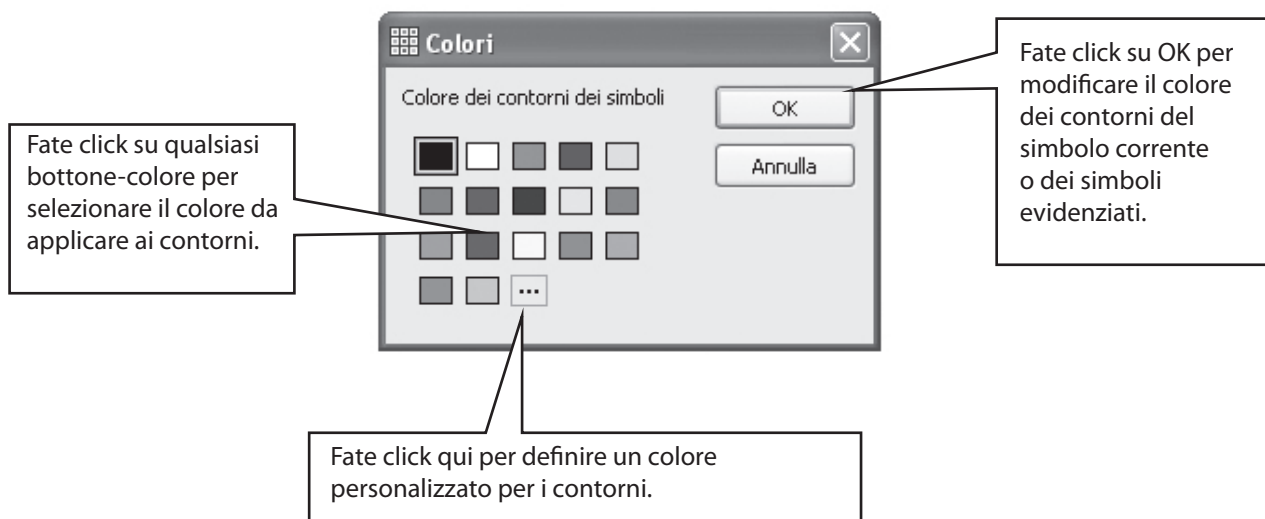 Colori
Colore dei contorni dei simboli
OK
Annulla
...
Fate click su qualsiasi
bottone-colore per
selezionare il colore da
applicare ai contorni.
Fate click su OK per
modificare il colore
dei contorni del
simbolo corrente
o dei simboli
evidenziati.
Fate click qui per definire un colore
personalizzato per i contorni.